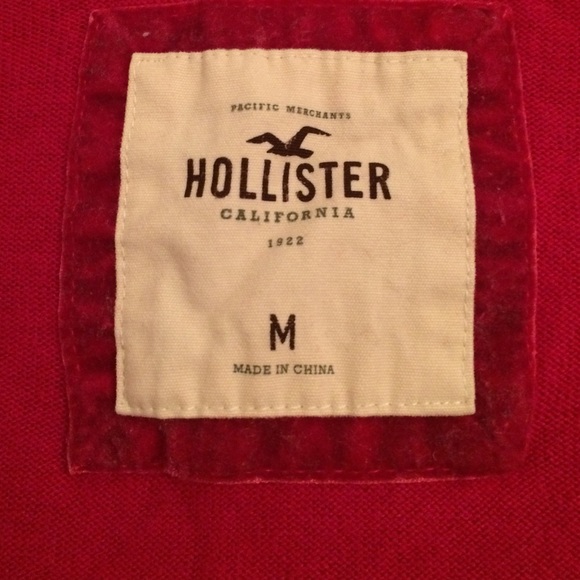 PACIFIC MERCHANTS
HOLLISTER
CALIFORNIA
1922
M
MADE IN CHINA